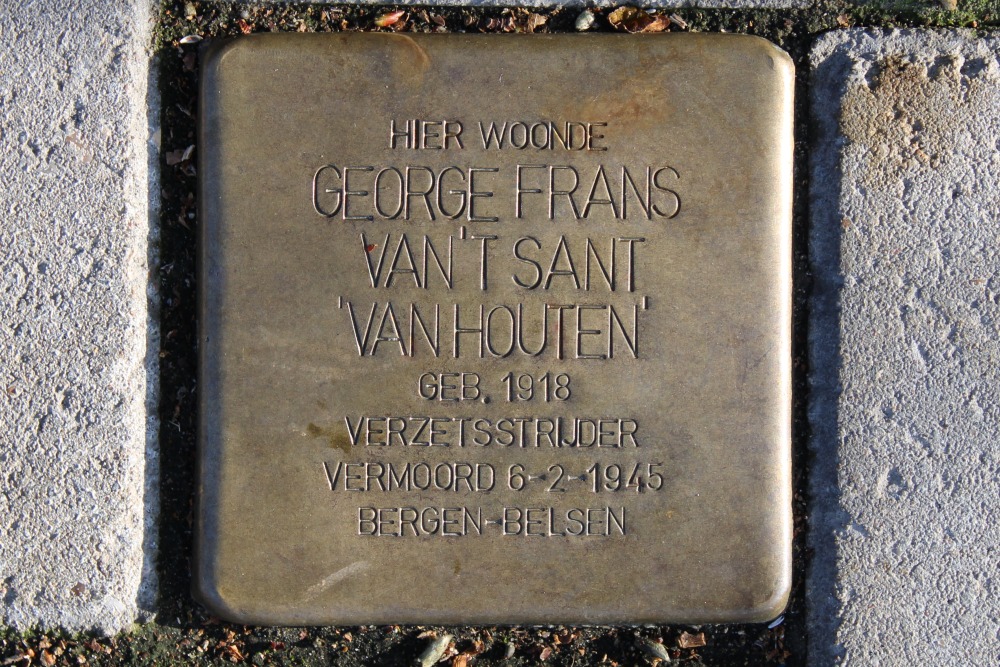 HIER WOONDE
GEORGE FRANS
VAN'T SANT
'VAN HOUTEN'
GEB. 1918
VERZETSSTRIJDER
VERMOORD 6-2-1945
BERGEN-BELSEN